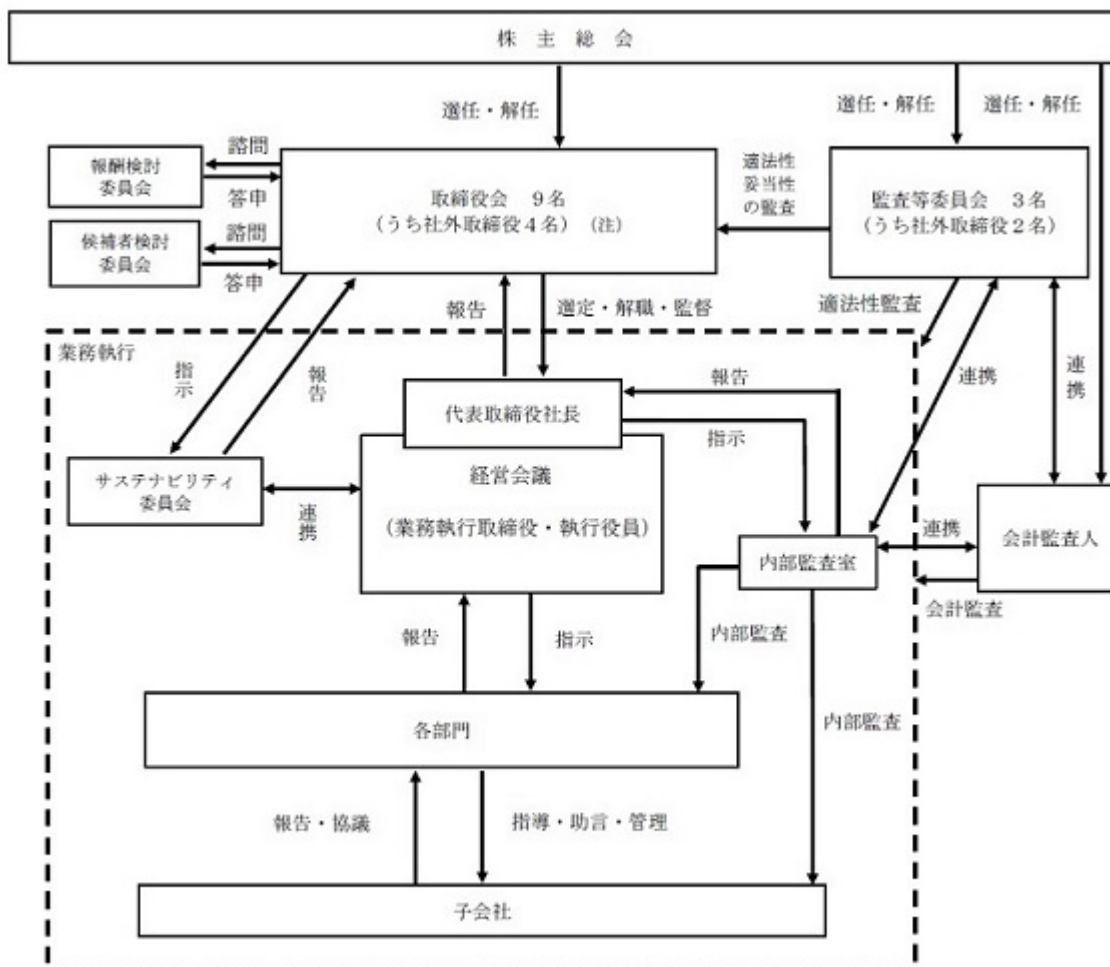 株主総会
選任・解任
選任・解任
選任・解任
報酬検討
委員会
諮問
答申
候補者検討
委員会
諮問
答申
取締役会 9名
(うち社外取締役4名)(注)
適法性
妥当性
の監査
監査等委員会 3名
(うち社外取締役2名)
報告
選定・解職・監督
適法性監査
連携
連携
業務執行
指示
報告
代表取締役社長
報告
指示
経営会議
(業務執行取締役・執行役員)
サステナビリティ
委員会
連携
内部監査室
連携
会計監査人
会計監査
報告
指示
内部監査
各部門
内部監査
報告・協議
指導・助言・管理
子会社